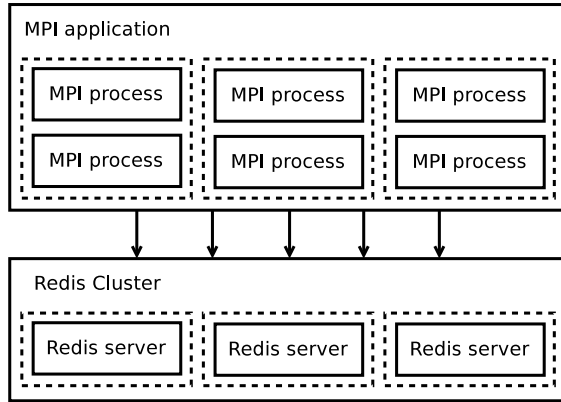 MPI application
MPI process MPI process MPI process
MPI process MPI process MPI process
Redis Cluster
Redis server Redis server Redis server